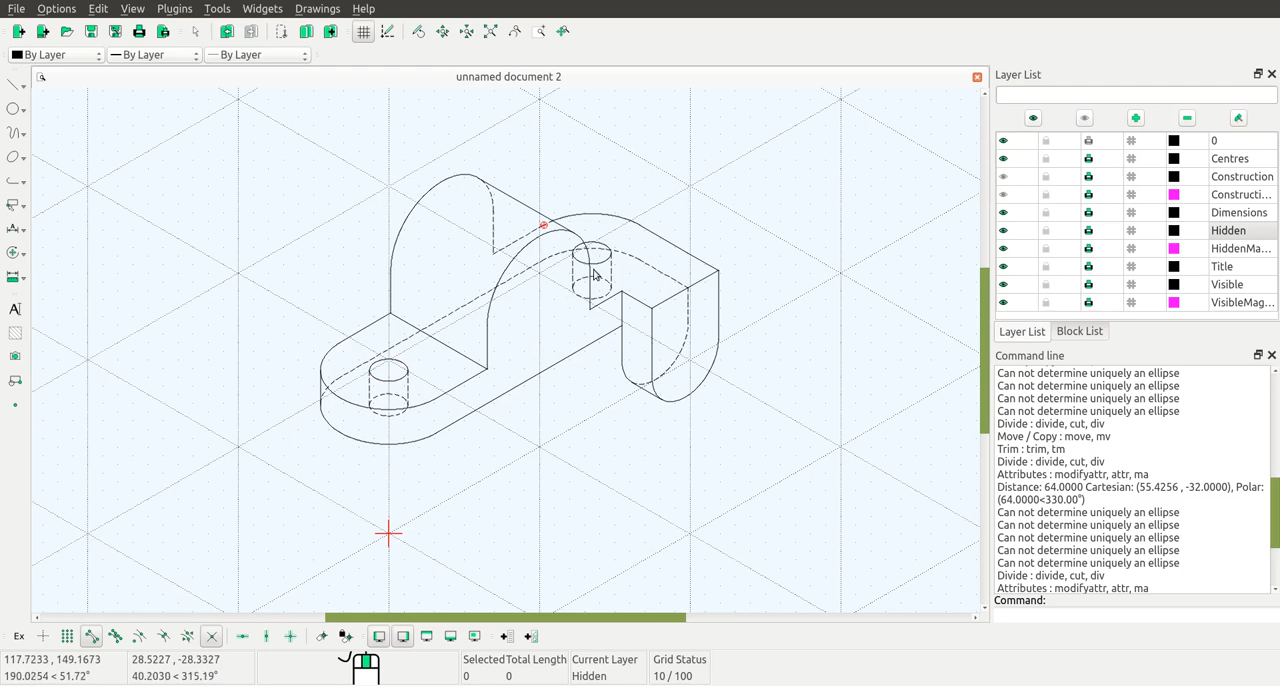 File Options Edit View Plugins Tools Widgets Drawings Help
By Layer By Layer By Layer
unnamed document 2
Layer List
0
Centres
Construction
Constructi...
Dimensions
Hidden
HiddenMa...
Title
Visible
VisibleMag...
Layer List Block List
Command line
Can not determine uniquely an ellipse
Can not determine uniquely an ellipse
Can not determine uniquely an ellipse
Can not determine uniquely an ellipse
Divide : divide, cut, div
Move / Copy : move, mv
Trim : trim, tm
Divide : divide, cut, div
Attributes : modifyattr, attr, ma
Distance: 64.0000 Cartesian: (55.4256 , -32.0000), Polar:
(64.0000<330.00°)
Can not determine uniquely an ellipse
Can not determine uniquely an ellipse
Can not determine uniquely an ellipse
Can not determine uniquely an ellipse
Can not determine uniquely an ellipse
Divide : divide, cut, div
Attributes : modifyattr, attr, ma
Command:
A
Ex
117.7233 , 149.1673 28.5227 , -28.3327 Selected Total Length Current Layer Grid Status
190.0254 < 51.72° 40.2030 < 315.19° 0 0 Hidden 10 / 100